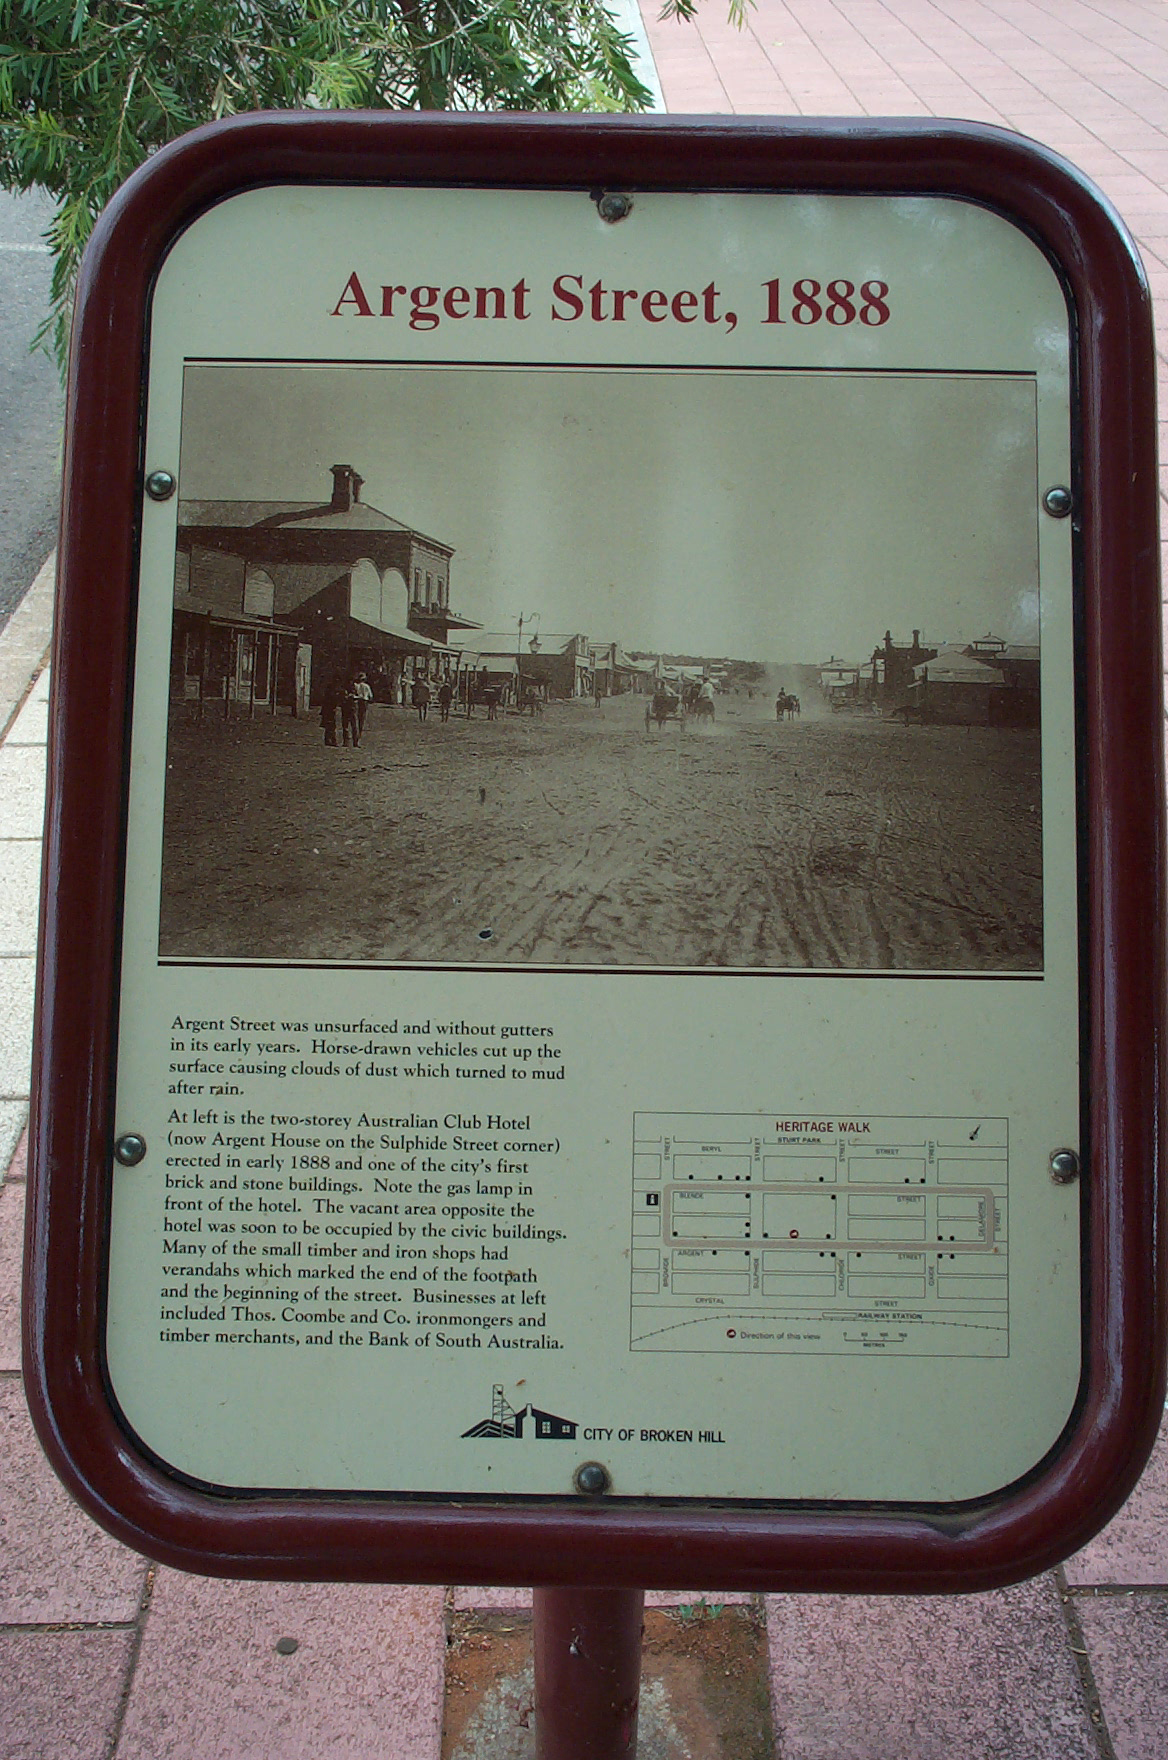 Argent Street, 1888
Argent Street was unsurfaced and without gutters
in its early years. Horse-drawn vehicles cut up the
surface causing clouds of dust which turned to mud
after rain.
At left is the two-storey Australian Club Hotel
(now Argent House on the Sulphide Street corner)
erected in early 1888 and one of the city's first
brick and stone buildings. Note the gas lamp in
front of the hotel. The vacant area opposite the
hotel was soon to be occupied by the civic buildings.
Many of the small timber and iron shops had
verandahs which marked the end of the footpath
and the beginning of the street. Businesses at left
included Thos. Coombe and Co. ironmongers and
timber merchants, and the Bank of South Australia.
HERITAGE WALK
STURT PARK
STREET
STREET
STREET
STREET
BERYL
STREET
i
BLENDE
STREET
STREET
ARGENT
STREET
BROMIDE
SULPHIDE
CHLORIDE
OXIDE
CRYSTAL
STREET
RAILWAY STATION
Direction of this view
METRES
CITY OF BROKEN HILL